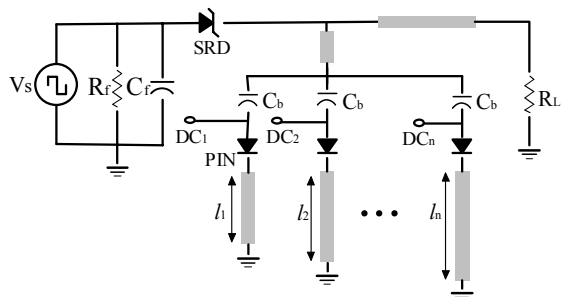 SRD
Vs
Rf
Cf
Cb
Cb
Cb
RL
DC1
DC2
DCn
PIN
l1
l2
• • •
ln